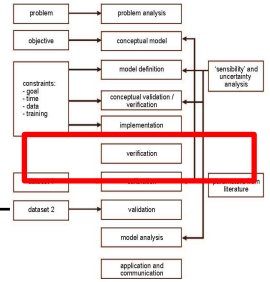 problem
problem analysis
objective
conceptual model
constraints:
- goal
- time
- data
- training
model definition
conceptual validation /
verification
implementation
'sensibility' and
uncertainty
analysis
verification
literature
dataset 2
validation
model analysis
application and
communication